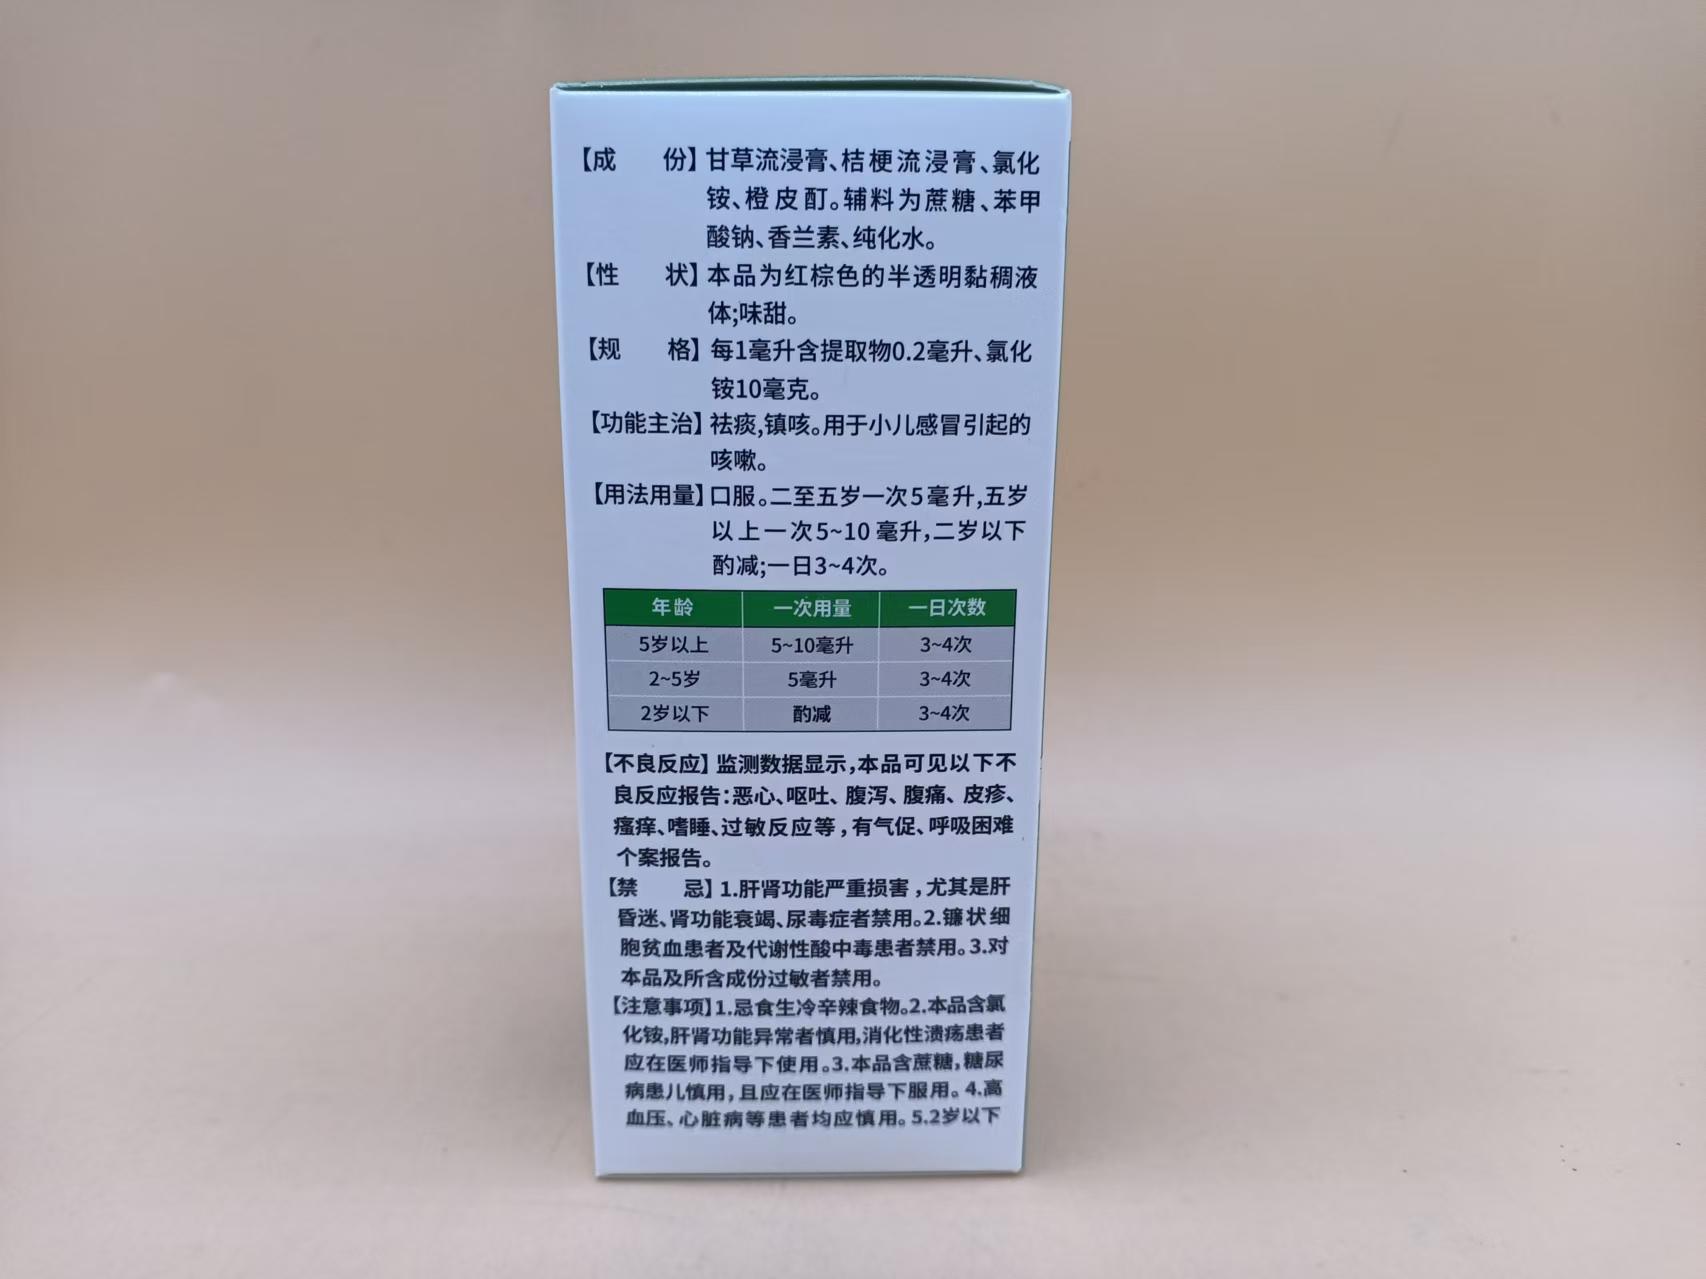 【成　　份】甘草流浸膏、桔梗流浸膏、氯化
铵、橙皮酊。辅料为蔗糖、苯甲
酸钠、香兰素、纯化水。
【性　　状】本品为红棕色的半透明黏稠液
体;味甜。
【规　　格】每1毫升含提取物0.2毫升、氯化
铵10毫克。
【功能主治】祛痰,镇咳。用于小儿感冒引起的
咳嗽。
【用法用量】口服。二至五岁一次5毫升,五岁
以上一次5~10毫升,二岁以下
酌减;一日3~4次。
年龄 一次用量 一日次数
5岁以上 5~10毫升 3~4次
2~5岁 5毫升 3~4次
2岁以下 酌减 3~4次
【不良反应】监测数据显示,本品可见以下不
良反应报告:恶心、呕吐、腹泻、腹痛、皮疹、
瘙痒、嗜睡、过敏反应等,有气促、呼吸困难
个案报告。
【禁　　忌】1.肝肾功能严重损害,尤其是肝
昏迷、肾功能衰竭、尿毒症者禁用。2.镰状细
胞贫血患者及代谢性酸中毒患者禁用。3.对
本品及所含成份过敏者禁用。
【注意事项】1.忌食生冷辛辣食物。2.本品含氯
化铵,肝肾功能异常者慎用,消化性溃疡患者
应在医师指导下使用。3.本品含蔗糖,糖尿
病患儿慎用,且应在医师指导下服用。4.高
血压、心脏病等患者均应慎用。5.2岁以下